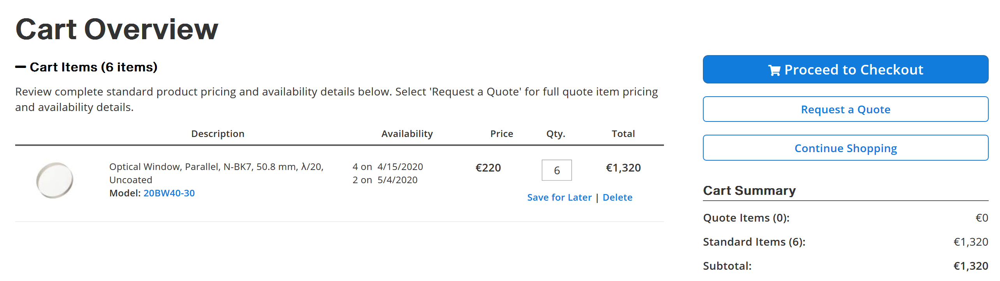 Cart Overview
Cart Items (6 items)
Review complete standard product pricing and availability details below. Select 'Request a Quote' for full quote item pricing
and availability details.
Description Availability Price Qty. Total
Optical Window, Parallel, N-BK7, 50.8 mm, λ/20,
Uncoated
Model: 20BW40-30
4 on 4/15/2020
2 on 5/4/2020
€220
6
€1,320
Save for Later | Delete
Proceed to Checkout
Request a Quote
Continue Shopping
Cart Summary
Quote Items (0): €0
Standard Items (6): €1,320
Subtotal: €1,320